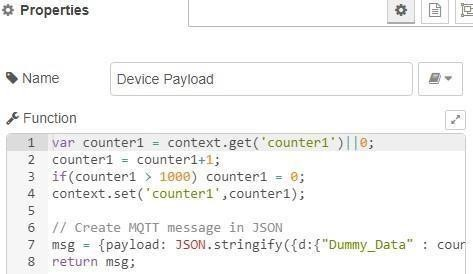 Properties
Name
Device Payload
Function
1 var counter1 = context.get('counter1')||0;
2 counter1 = counter1+1;
3 if(counter1 > 1000) counter1 = 0;
4 context.set('counter1',counter1);
5
6 // Create MQTT message in JSON
7 msg = {payload: JSON.stringify({d:{"Dummy_Data" : cour
8 return msg;